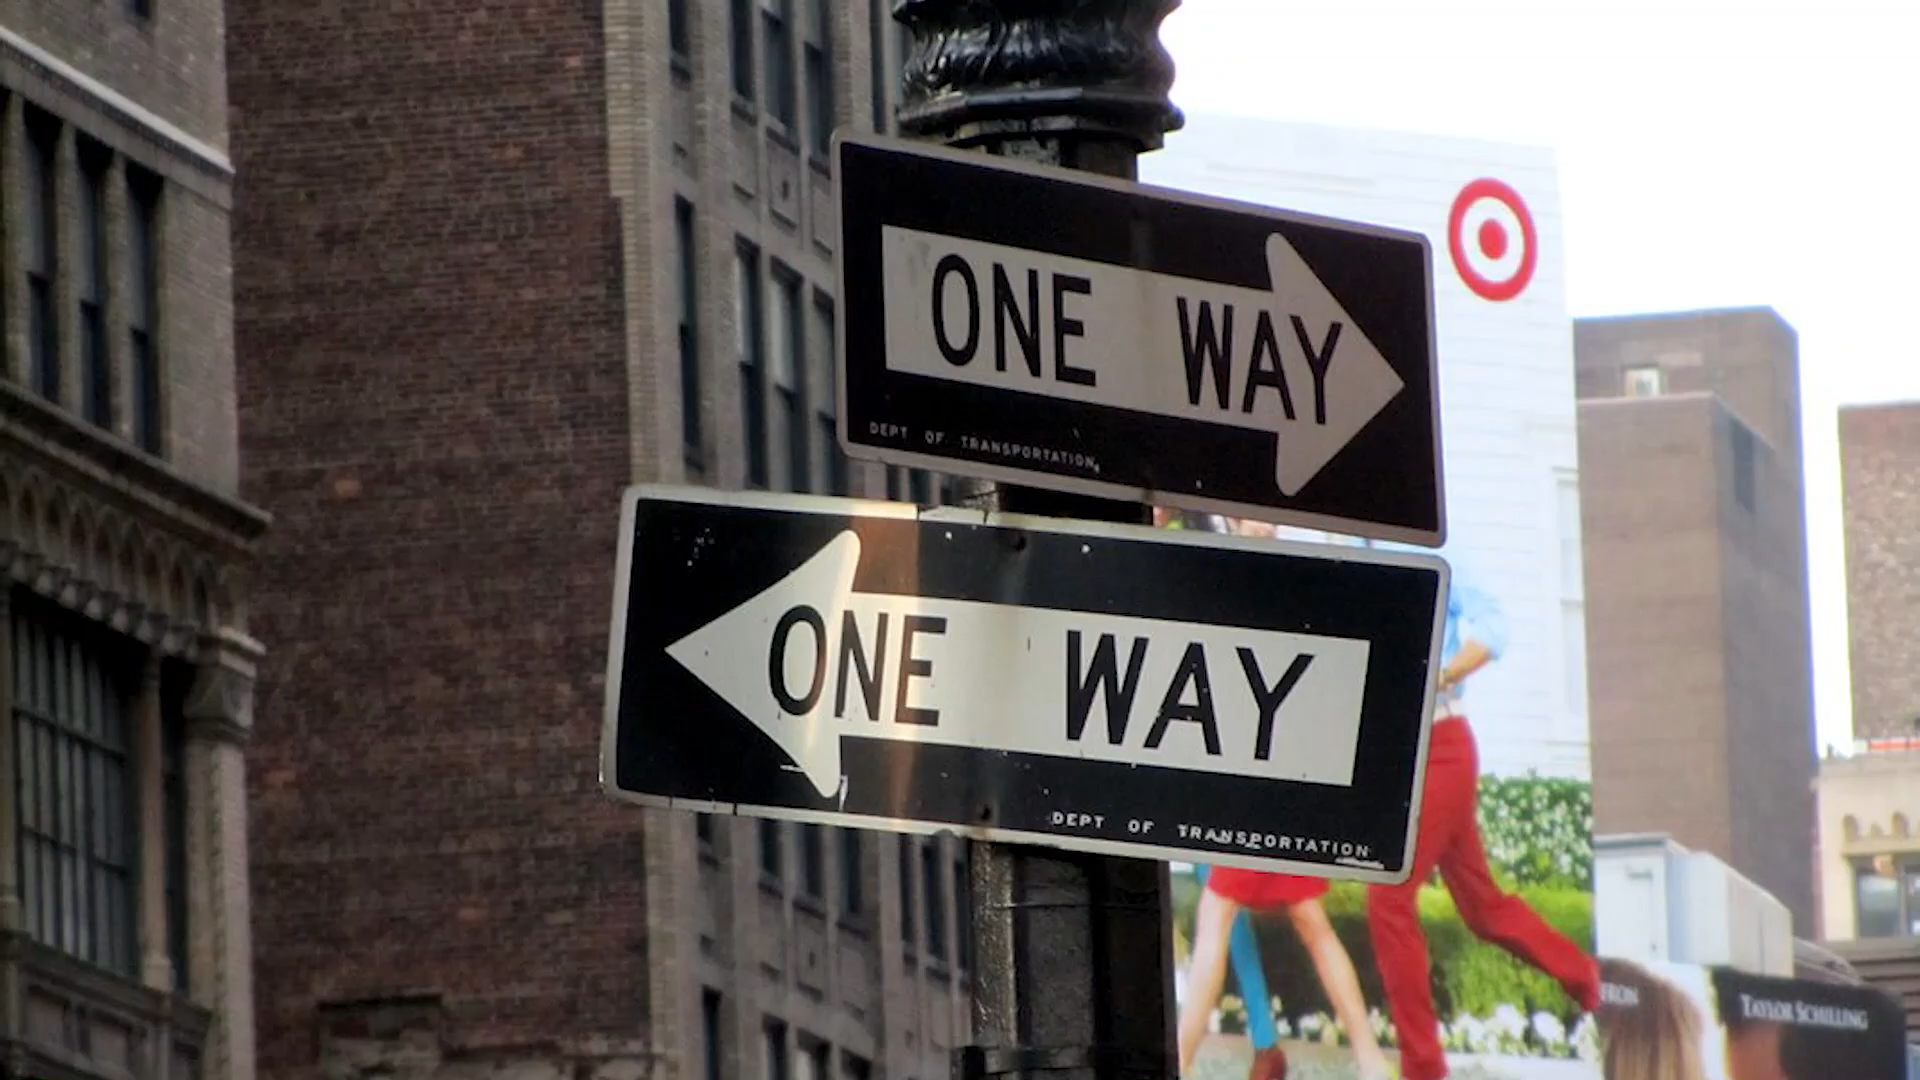 ONE WAY
DEPT OF TRANSPORTATION
ONE WAY
DEPT OF TRANSPORTATION
TAYLOR SCHILLING